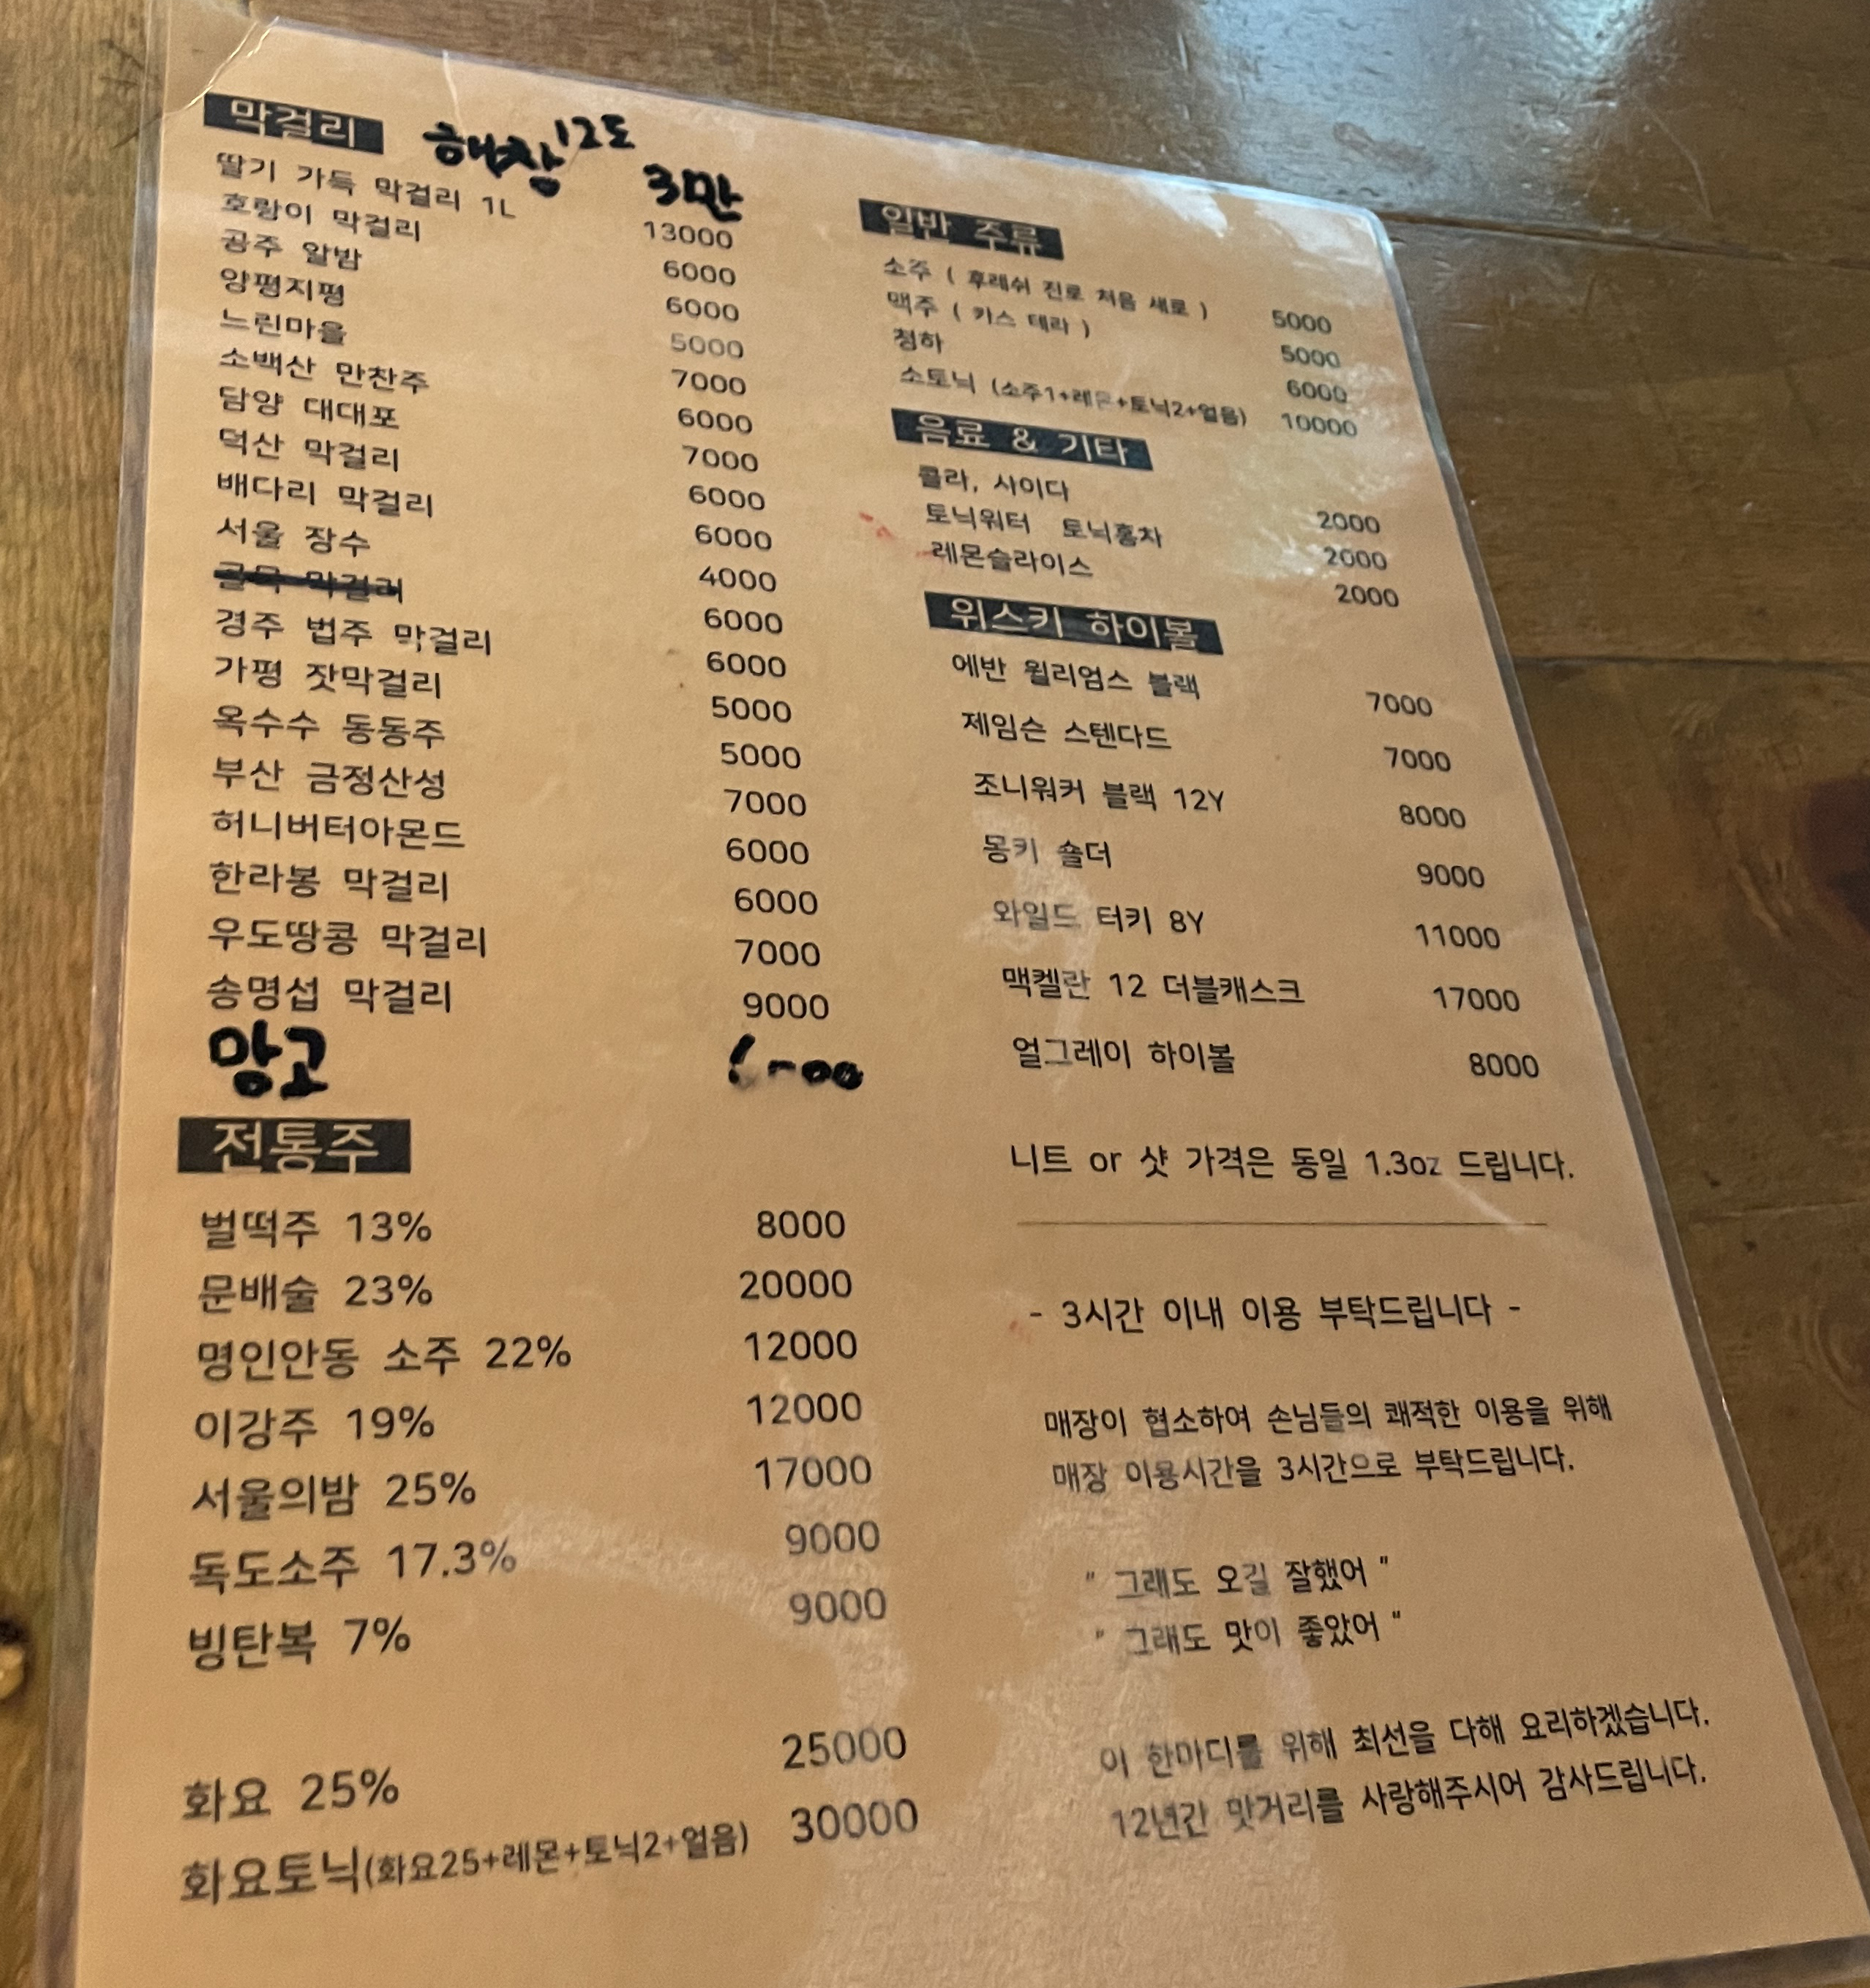 막걸리 해창 12도 3만
딸기 가득 막걸리 1L 13000
호랑이 막걸리 6000
공주 알밤 6000
양평지평 5000
느린마을 7000
소백산 만찬주 6000
담양 대대포 7000
덕산 막걸리 6000
배다리 막걸리 6000
서울 장수 4000
골목 막걸리 6000
경주 법주 막걸리 6000
가평 잣막걸리 5000
옥수수 동동주 5000
부산 금정산성 7000
허니버터아몬드 6000
한라봉 막걸리 6000
우도땅콩 막걸리 7000
송명섭 막걸리 9000
망고
전통주
벌떡주 13% 8000
문배술 23% 20000
명인안동 소주 22% 12000
이강주 19% 12000
서울의밤 25% 17000
독도소주 17.3% 9000
빙탄복 7% 9000
화요 25% 25000
화요토닉(화요25+레몬+토닉2+얼음) 30000
일반 주류
소주 ( 후레쉬 진로 처음 새로 ) 5000
맥주 ( 카스 테라 ) 5000
청하 6000
소토닉 (소주1+레몬+토닉2+얼음) 10000
음료 & 기타
콜라, 사이다 2000
토닉워터 토닉홍차 2000
레몬슬라이스 2000
위스키 하이볼
에반 윌리엄스 블랙 7000
제임슨 스텐다드 7000
조니워커 블랙 12Y 8000
몽키 숄더 9000
와일드 터키 8Y 11000
맥켈란 12 더블캐스크 17000
얼그레이 하이볼 8000
니트 or 샷 가격은 동일 1.3oz 드립니다.
- 3시간 이내 이용 부탁드립니다 -
매장이 협소하여 손님들의 쾌적한 이용을 위해
매장 이용시간을 3시간으로 부탁드립니다.
" 그래도 오길 잘했어 "
" 그래도 맛이 좋았어 "
이 한마디를 위해 최선을 다해 요리하겠습니다.
12년간 맛거리를 사랑해주시어 감사드립니다.